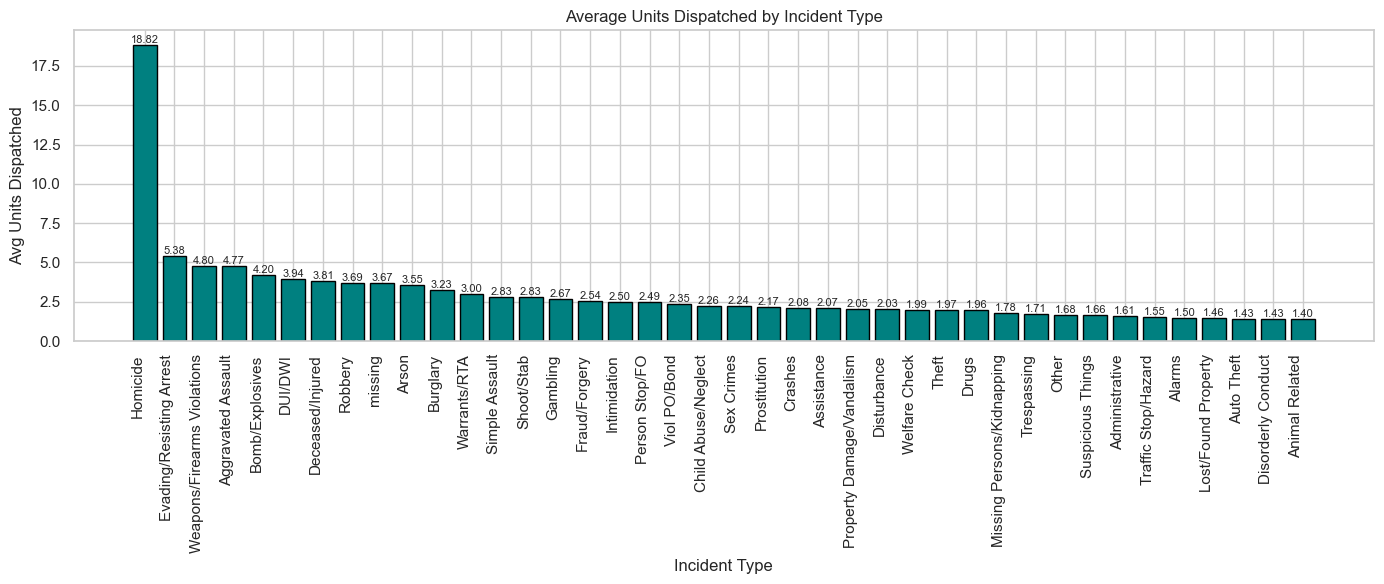 Average Units Dispatched by Incident Type
Avg Units Dispatched
17.5
15.0
12.5
10.0
7.5
5.0
2.5
0.0
18.82
5.38
4.80
4.77
4.20
3.94
3.81
3.69
3.67
3.55
3.23
3.00
2.83
2.83
2.67
2.54
2.50
2.49
2.35
2.26
2.24
2.17
2.08
2.07
2.05
2.03
1.99
1.97
1.96
1.78
1.71
1.68
1.66
1.61
1.55
1.50
1.46
1.43
1.43
1.40
Homicide
Evading/Resisting Arrest
Weapons/Firearms Violations
Aggravated Assault
Bomb/Explosives
DUI/DWI
Deceased/Injured
Robbery
missing
Arson
Burglary
Warrants/RTA
Simple Assault
Shoot/Stab
Gambling
Fraud/Forgery
Intimidation
Person Stop/FO
Viol PO/Bond
Child Abuse/Neglect
Sex Crimes
Prostitution
Crashes
Assistance
Property Damage/Vandalism
Disturbance
Welfare Check
Theft
Drugs
Missing Persons/Kidnapping
Trespassing
Other
Suspicious Things
Administrative
Traffic Stop/Hazard
Alarms
Lost/Found Property
Auto Theft
Disorderly Conduct
Animal Related
Incident Type